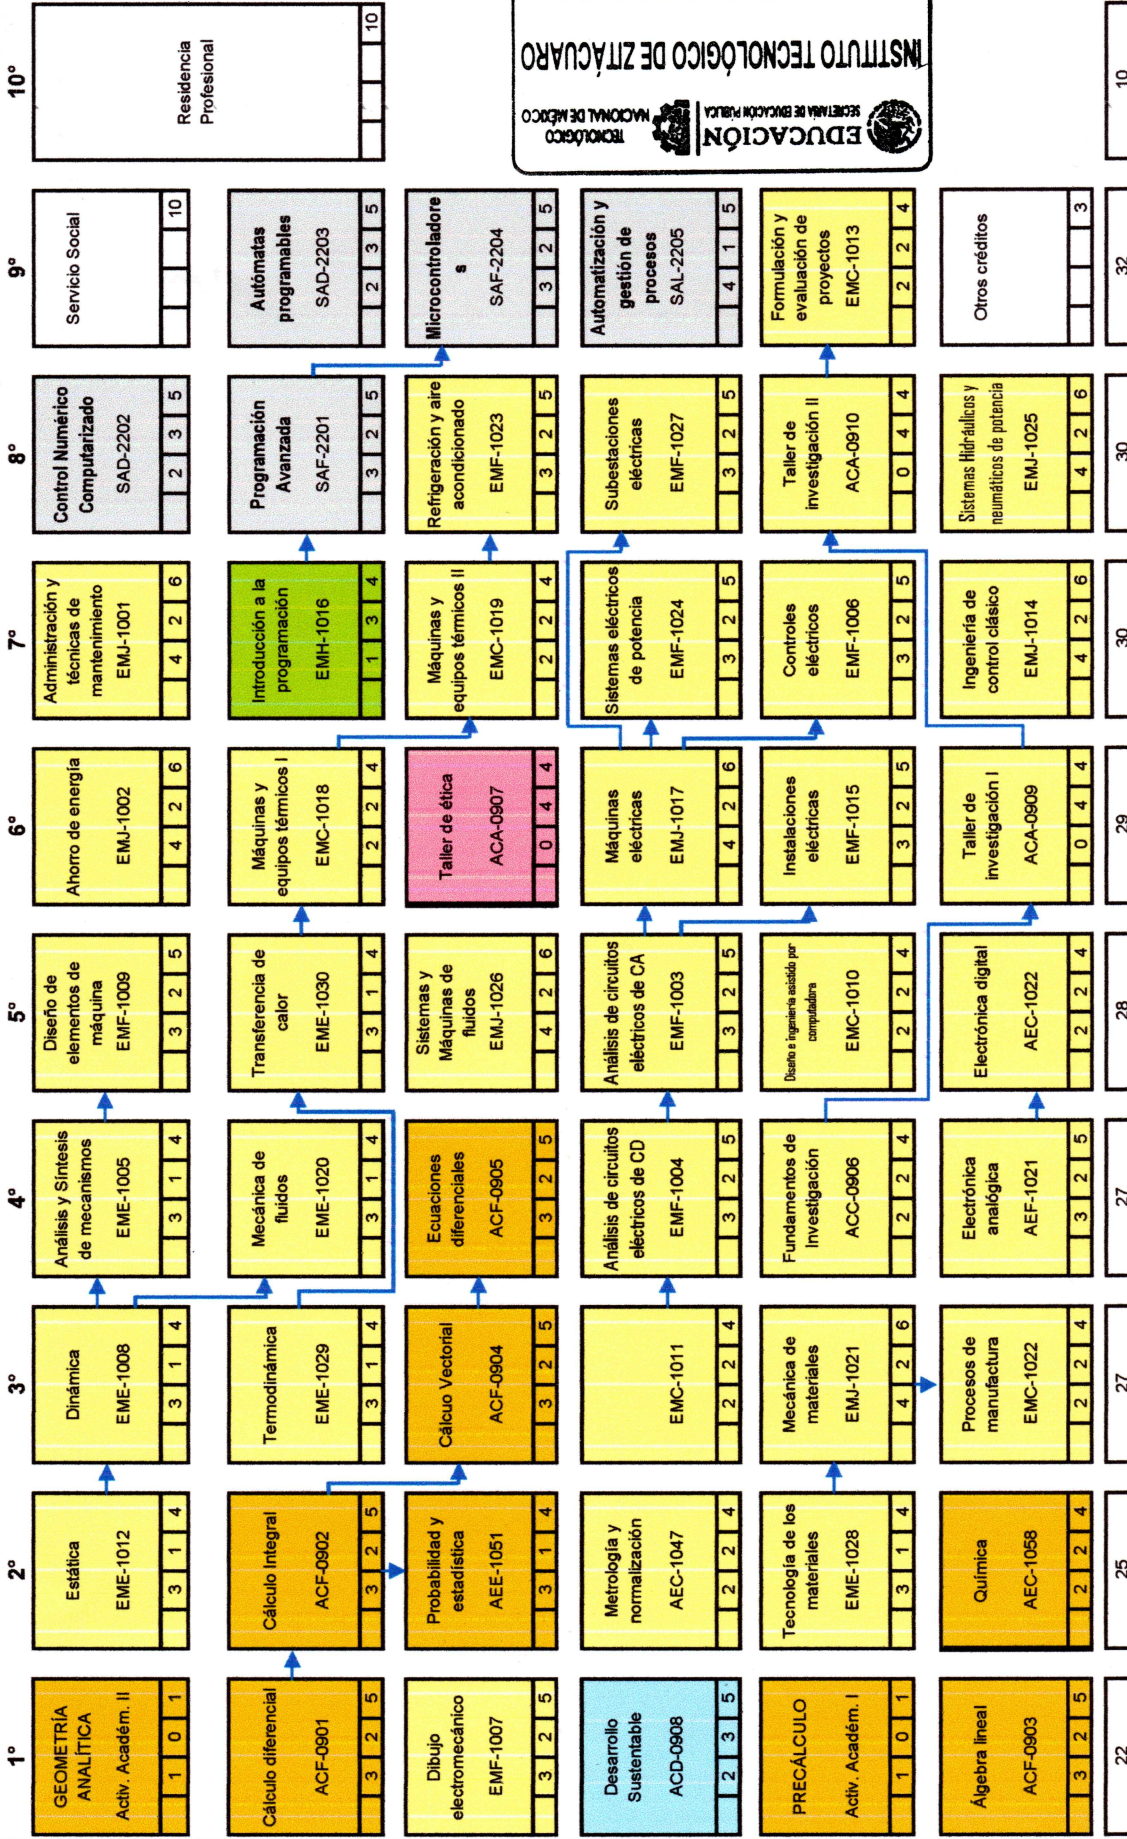 1°
2°
3°
4°
5°
6°
7°
8°
9°
10°
GEOMETRÍA
ANALÍTICA
Activ. Académ. II
1 0 1
Estática
EME-1012
3 1 4
Dinámica
EME-1008
3 1 4
Análisis y Síntesis
de mecanismos
EME-1005
3 1 4
Diseño de
elementos de
máquina
EMF-1009
3 2 5
Ahorro de energía
EMJ-1002
4 2 6
Administración y
técnicas de
mantenimiento
EMJ-1001
4 2 6
Control Numérico
Computarizado
SAD-2202
2 3 5
Servicio Social
10
Residencia
Profesional
10
Cálculo diferencial
ACF-0901
3 2 5
Cálculo Integral
ACF-0902
3 2 5
Termodinámica
EME-1029
3 1 4
Mecánica de
fluidos
EME-1020
3 1 4
Transferencia de
calor
EME-1030
3 1 4
Máquinas y
equipos térmicos I
EMC-1018
2 2 4
Introducción a la
programación
EMH-1016
1 3 4
Programación
Avanzada
SAF-2201
3 2 5
Autómatas
programables
SAD-2203
2 3 5
Dibujo
electromecánico
EMF-1007
3 2 5
Probabilidad y
estadística
AEE-1051
3 1 4
Cálcuo Vectorial
ACF-0904
3 2 5
Ecuaciones
diferenciales
ACF-0905
3 2 5
Sistemas y
Máquinas de
fluidos
EMJ-1026
4 2 6
Taller de ética
ACA-0907
0 4 4
Máquinas y
equipos térmicos II
EMC-1019
2 2 4
Refrigeración y aire
acondicionado
EMF-1023
3 2 5
Microcontroladore
s
SAF-2204
3 2 5
Desarrollo
Sustentable
ACD-0908
2 3 5
Metrología y
normalización
AEC-1047
2 2 4
EMC-1011
2 2 4
Análisis de circuitos
eléctricos de CD
EMF-1004
3 2 5
Análisis de circuitos
eléctricos de CA
EMF-1003
3 2 5
Máquinas
eléctricas
EMJ-1017
4 2 6
Sistemas eléctricos
de potencia
EMF-1024
3 2 5
Subestaciones
eléctricas
EMF-1027
3 2 5
Automatización y
gestión de
procesos
SAL-2205
4 1 5
PRECÁLCULO
Activ. Académ. I
1 0 1
Tecnología de los
materiales
EME-1028
3 1 4
Mecánica de
materiales
EMJ-1021
4 2 6
Fundamentos de
Investigación
ACC-0906
2 2 4
Diseño e ingeniería asistido por
computadora
EMC-1010
2 2 4
Instalaciones
eléctricas
EMF-1015
3 2 5
Controles
eléctricos
EMF-1006
3 2 5
Taller de
investigación II
ACA-0910
0 4 4
Formulación y
evaluación de
proyectos
EMC-1013
2 2 4
Álgebra lineal
ACF-0903
3 2 5
Química
AEC-1058
2 2 4
Procesos de
manufactura
EMC-1022
2 2 4
Electrónica
analógica
AEF-1021
3 2 5
Electrónica digital
AEC-1022
2 2 4
Taller de
investigación I
ACA-0909
0 4 4
Ingeniería de
control clásico
EMJ-1014
4 2 6
Sistemas Hidráulicos y
neumáticos de potencia
EMJ-1025
4 2 6
Otros créditos
3
22
25
27
27
28
29
30
30
32
10
EDUCACIÓN
SECRETARÍA DE EDUCACIÓN PÚBLICA
TECNOLÓGICO
NACIONAL DE MÉXICO
INSTITUTO TECNOLÓGICO DE ZITÁCUARO